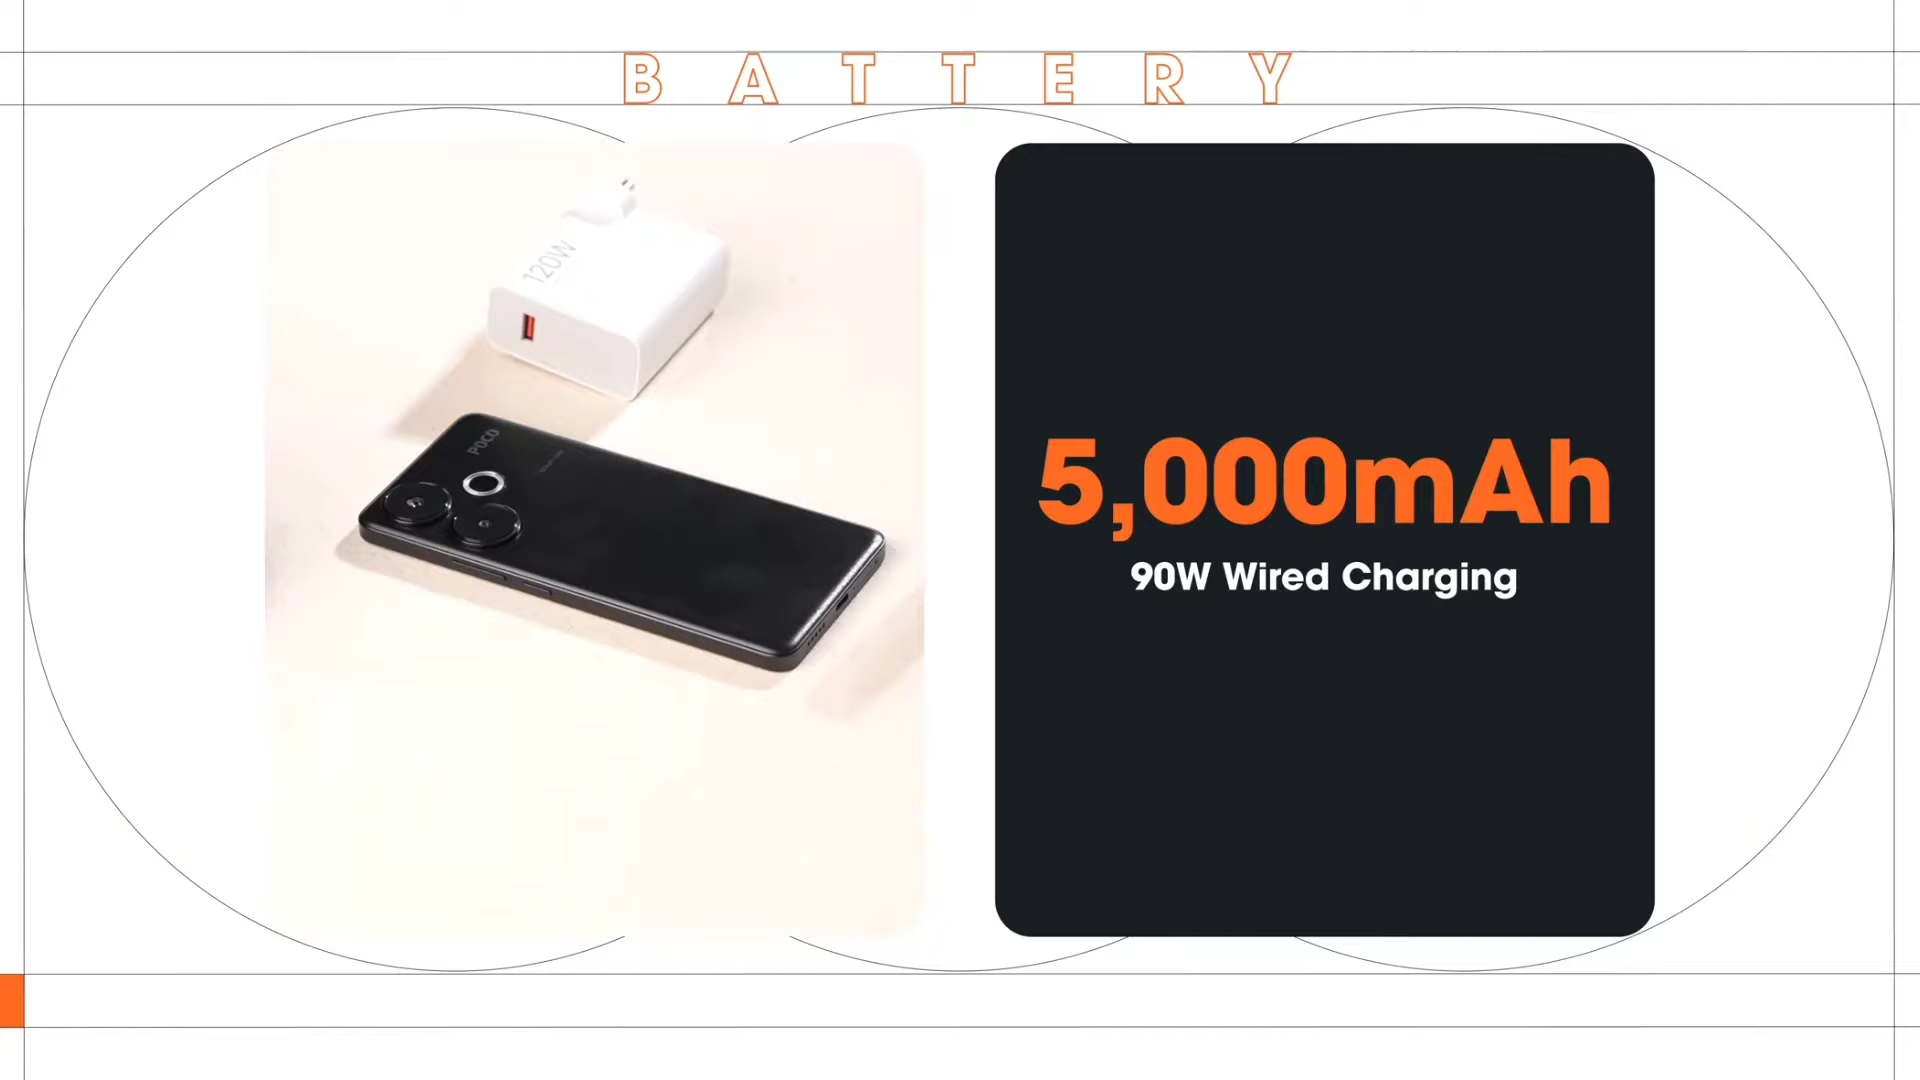 BATTERY
120W
POCO
5,000mAh
90W Wired Charging